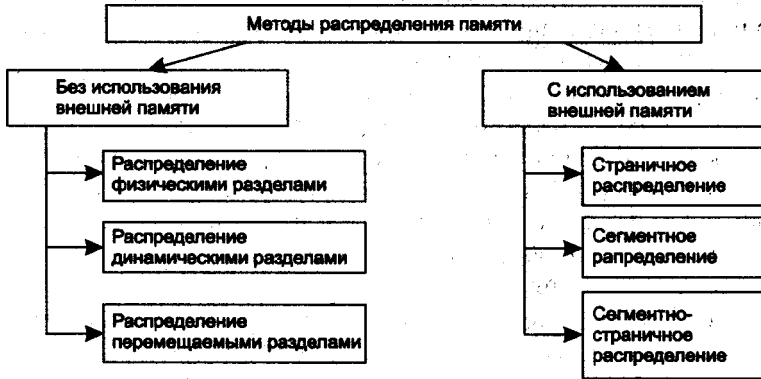 Методы распределения памяти
Без использования
внешней памяти
Распределение
физическими разделами
Распределение
динамическими разделами
Распределение
перемещаемыми разделами
С использованием
внешней памяти
Страничное
распределение
Сегментное
рапределение
Сегментно-
страничное
распределение